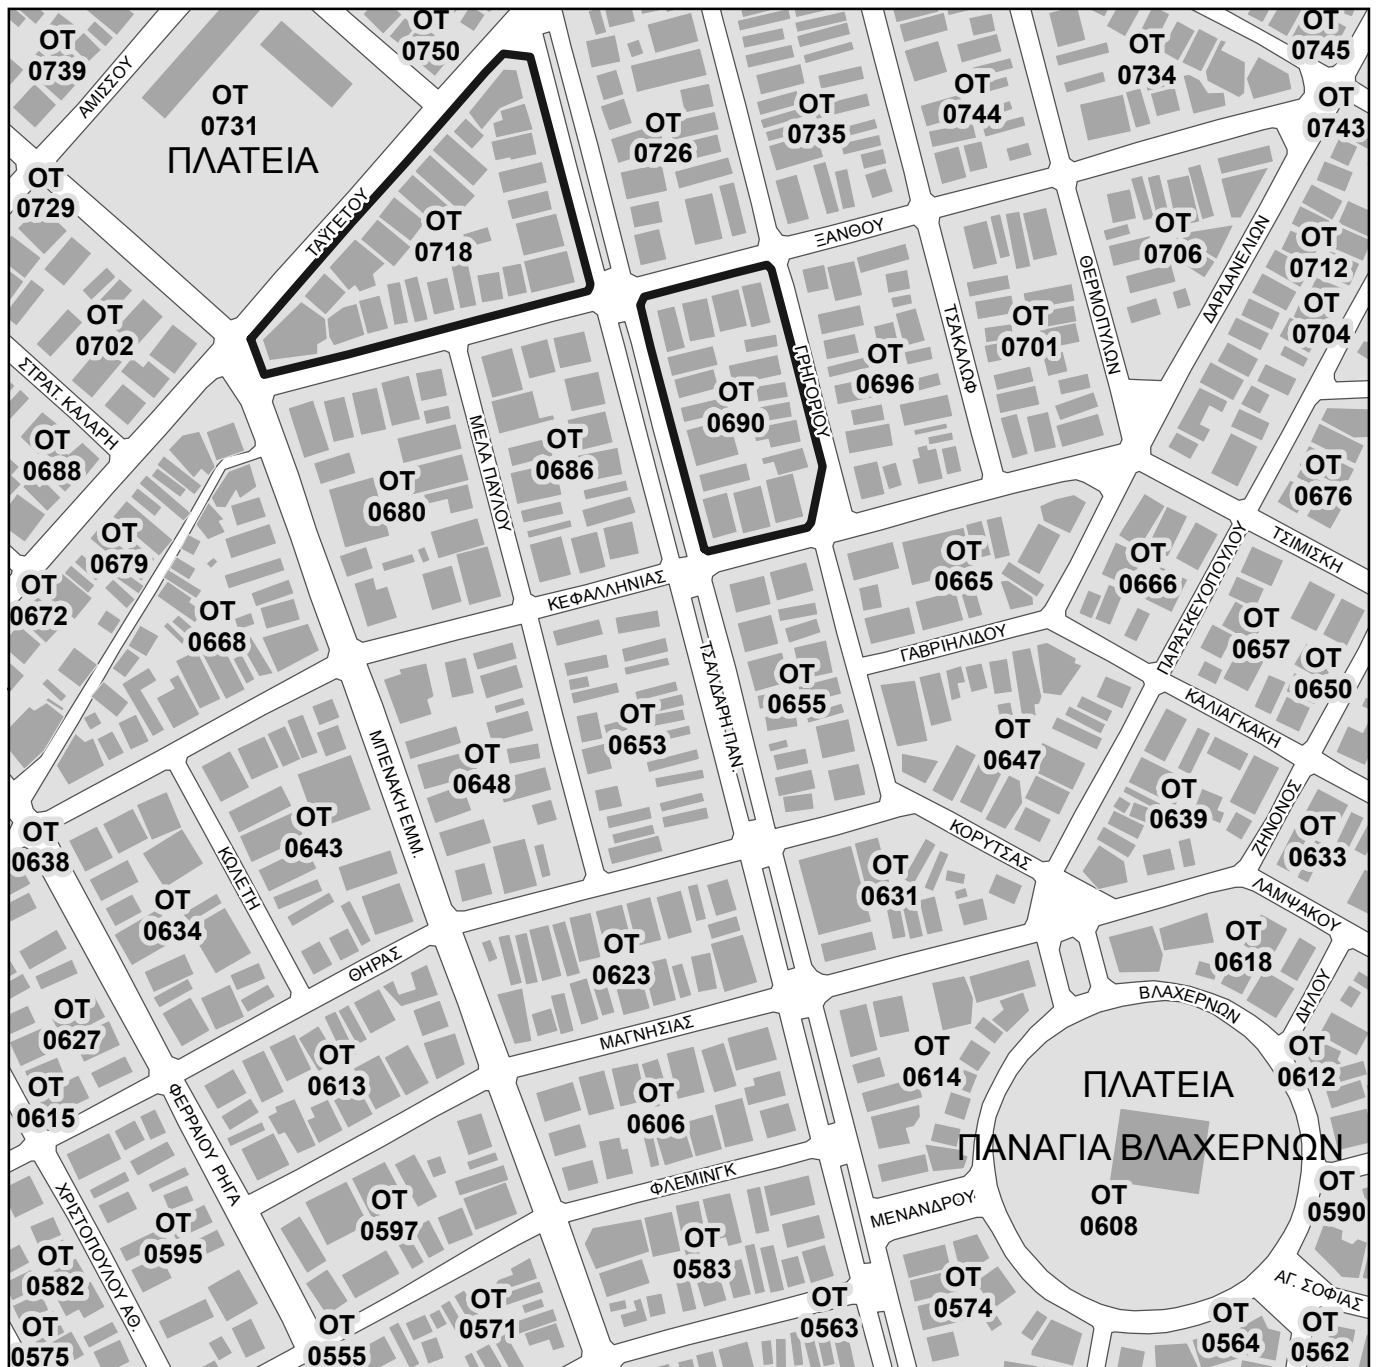 ΟΤ
0739
ΑΜΙΣΣΟΥ
ΟΤ
0731
ΠΛΑΤΕΙΑ
ΟΤ
0750
ΟΤ
0726
ΟΤ
0735
ΟΤ
0744
ΟΤ
0734
ΟΤ
0745
ΟΤ
0743
ΟΤ
0729
ΤΑΫΓΕΤΟΥ
ΟΤ
0718
ΞΑΝΘΟΥ
ΟΤ
0706
ΔΑΡΔΑΝΕΛΙΩΝ
ΟΤ
0712
ΟΤ
0704
ΟΤ
0702
ΣΤΡΑΤ. ΚΑΛΑΡΗ
ΟΤ
0688
ΟΤ
0680
ΜΕΛΑ ΠΑΥΛΟΥ
ΟΤ
0686
ΟΤ
0690
ΓΡΗΓΟΡΙΟΥ
ΟΤ
0696
ΤΣΑΚΑΛΩΦ
ΟΤ
0701
ΘΕΡΜΟΠΥΛΩΝ
ΟΤ
0676
ΤΣΙΜΙΣΚΗ
ΟΤ
0679
ΟΤ
0672
ΟΤ
0668
ΚΕΦΑΛΛΗΝΙΑΣ
ΟΤ
0665
ΟΤ
0666
ΠΑΡΑΣΚΕΥΟΠΟΥΛΟΥ
ΟΤ
0657
ΟΤ
0650
ΓΑΒΡΙΗΛΙΔΟΥ
ΚΑΛΙΑΓΚΑΚΗ
ΤΣΑΛΔΑΡΗ ΠΑΝ.
ΟΤ
0655
ΟΤ
0653
ΟΤ
0648
ΜΠΕΝΑΚΗ ΕΜΜ.
ΟΤ
0647
ΟΤ
0639
ΖΗΝΩΝΟΣ
ΟΤ
0633
ΟΤ
0643
ΟΤ
0638
ΚΩΛΕΤΗ
ΟΤ
0634
ΚΟΡΥΤΣΑΣ
ΟΤ
0631
ΛΑΜΨΑΚΟΥ
ΟΤ
0618
ΟΤ
0623
ΘΗΡΑΣ
ΒΛΑΧΕΡΝΩΝ
ΔΗΛΟΥ
ΟΤ
0627
ΟΤ
0613
ΜΑΓΝΗΣΙΑΣ
ΟΤ
0614
ΟΤ
0612
ΟΤ
0615
ΦΕΡΡΑΙΟΥ ΡΗΓΑ
ΟΤ
0606
ΠΛΑΤΕΙΑ
ΠΑΝΑΓΙΑ ΒΛΑΧΕΡΝΩΝ
ΟΤ
0608
ΦΛΕΜΙΝΓΚ
ΜΕΝΑΝΔΡΟΥ
ΟΤ
0590
ΧΡΙΣΤΟΠΟΥΛΟΥ ΑΘ.
ΟΤ
0595
ΟΤ
0597
ΟΤ
0583
ΟΤ
0582
ΟΤ
0574
ΑΓ. ΣΟΦΙΑΣ
ΟΤ
0575
ΟΤ
0555
ΟΤ
0571
ΟΤ
0563
ΟΤ
0564
ΟΤ
0562